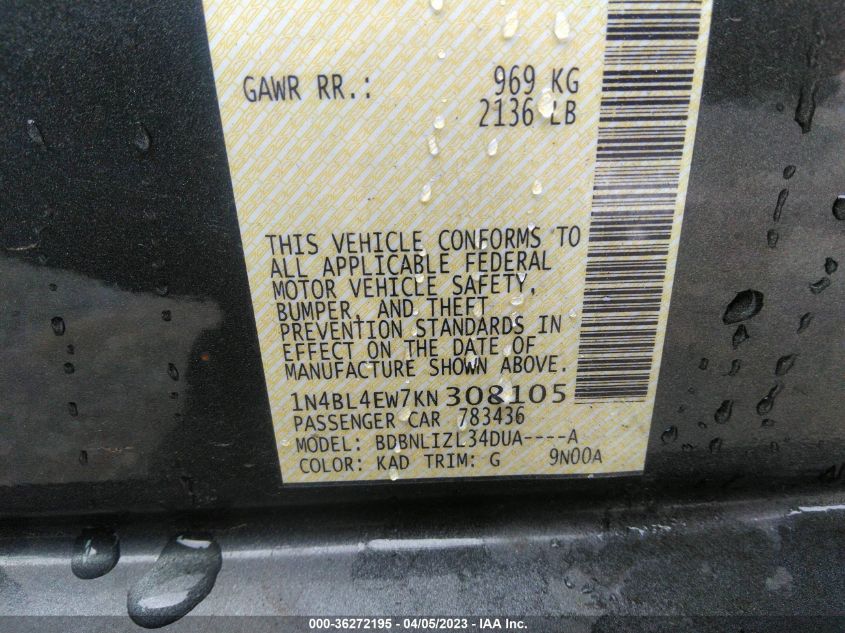 GAWR RR.: 969 KG
2136 LB
THIS VEHICLE CONFORMS TO
ALL APPLICABLE FEDERAL
MOTOR VEHICLE SAFETY,
BUMPER, AND THEFT
PREVENTION STANDARDS IN
EFFECT ON THE DATE OF
MANUFACTURE SHOWN ABOVE.
1N4BL4EW7KN308105
PASSENGER CAR 783436
MODEL: BDBNLIZL34DUA----A
COLOR: KAD TRIM: G 9N00A
000-36272195 - 04/05/2023 - IAA Inc.